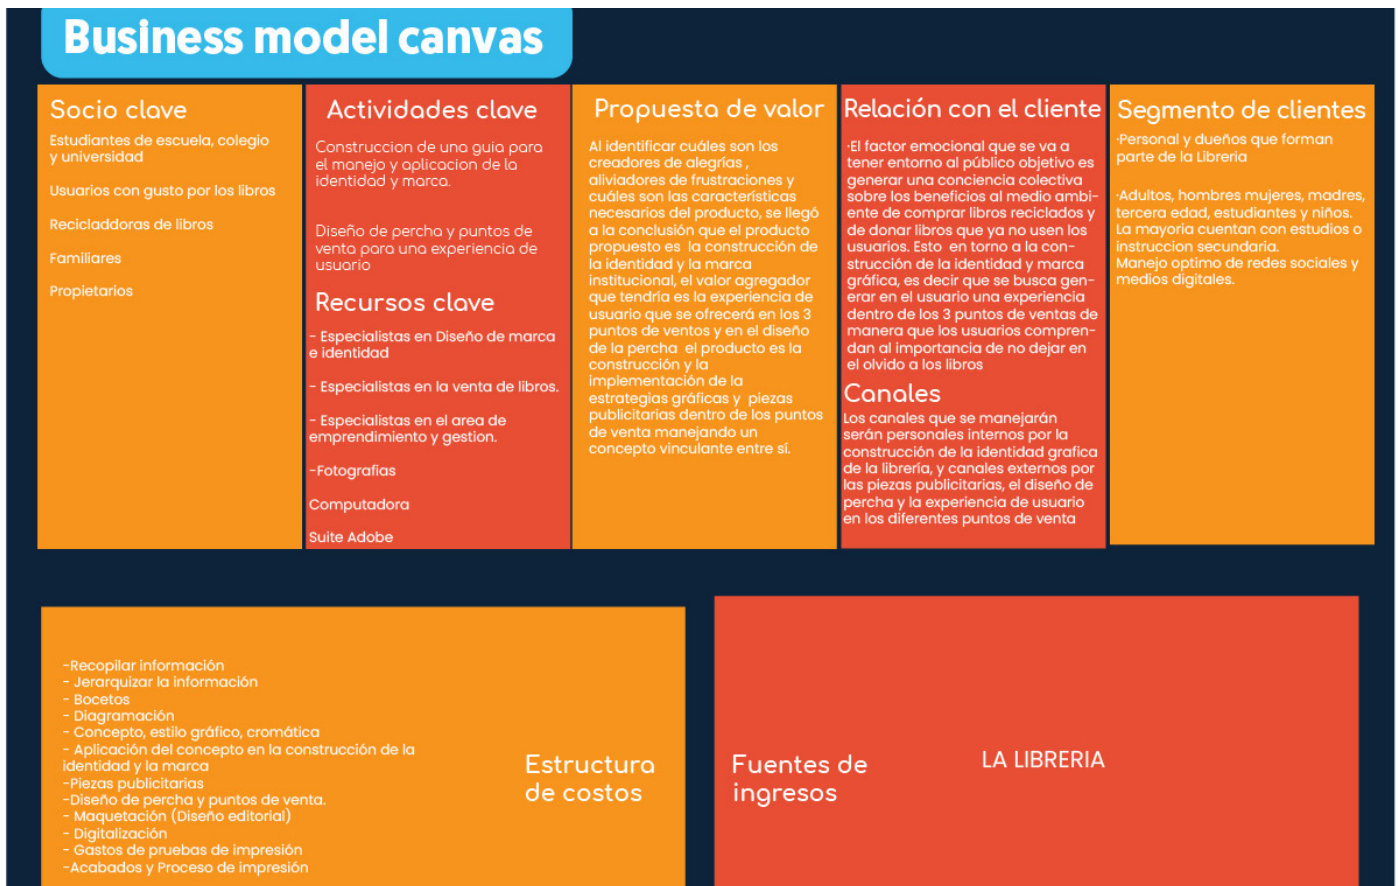 Business model canvas
Socio clave
Estudiantes de escuela, colegio
y universidad
Usuarios con gusto por los libros
Recicladdoras de libros
Familiares
Propietarios
Actividades clave
Construccion de una guia para
el manejo y aplicacion de la
identidad y marca.
Diseño de percha y puntos de
venta para una experiencia de
usuario
Recursos clave
- Especialistas en Diseño de marca
e identidad
- Especialistas en la venta de libros.
- Especialistas en el area de
emprendimiento y gestion.
-Fotografias
Computadora
Suite Adobe
Propuesta de valor
Al identificar cuáles son los
creadores de alegrías ,
aliviadores de frustraciones y
cuáles son las características
necesarios del producto, se llegó
a la conclusión que el producto
propuesto es  la construcción de
la identidad y la marca
institucional, el valor agregador
que tendría es la experiencia de
usuario que se ofrecerá en los 3
puntos de ventos y en el diseño
de la percha  el producto es la
construcción y la
implementación de la
estrategias gráficas y  piezas
publicitarias dentro de los puntos
de venta manejando un
concepto vinculante entre sí.
Relación con el cliente
·El factor emocional que se va a
tener entorno al público objetivo es
generar una conciencia colectiva
sobre los beneficios al medio ambi-
ente de comprar libros reciclados y
de donar libros que ya no usen los
usuarios. Esto  en torno a la con-
strucción de la identidad y marca
gráfica, es decir que se busca gen-
erar en el usuario una experiencia
dentro de los 3 puntos de ventas de
manera que los usuarios compren-
dan al importancia de no dejar en
el olvido a los libros
Canales
Los canales que se manejarán
serán personales internos por la
construcción de la identidad grafica
de la librería, y canales externos por
las piezas publicitarias, el diseño de
percha y la experiencia de usuario
en los diferentes puntos de venta
Segmento de clientes
·Personal y dueños que forman
parte de la Libreria
·Adultos, hombres mujeres, madres,
tercera edad, estudiantes y niños.
La mayoria cuentan con estudios o
instruccion secundaria.
Manejo optimo de redes sociales y
medios digitales.
-Recopilar información
- Jerarquizar la información
- Bocetos
- Diagramación
- Concepto, estilo gráfico, cromática
- Aplicación del concepto en la construcción de la
identidad y la marca
-Piezas publicitarias
-Diseño de percha y puntos de venta.
- Maquetación (Diseño editorial)
- Digitalización
- Gastos de pruebas de impresión
-Acabados y Proceso de impresión
Estructura
de costos
Fuentes de
ingresos
LA LIBRERIA